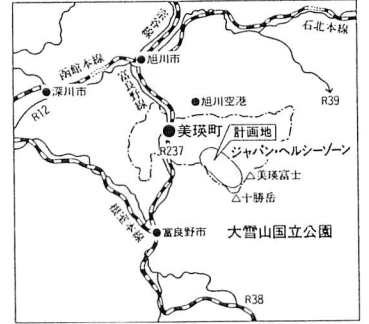 宗谷本線
石北本線
函館本線
旭川市
富良野線
深川市
旭川空港
R12
R39
美瑛町
計画地
R237
ジャパン・ヘルシーゾーン
△美瑛富士
△十勝岳
根室本線
富良野市
大雪山国立公園
R38